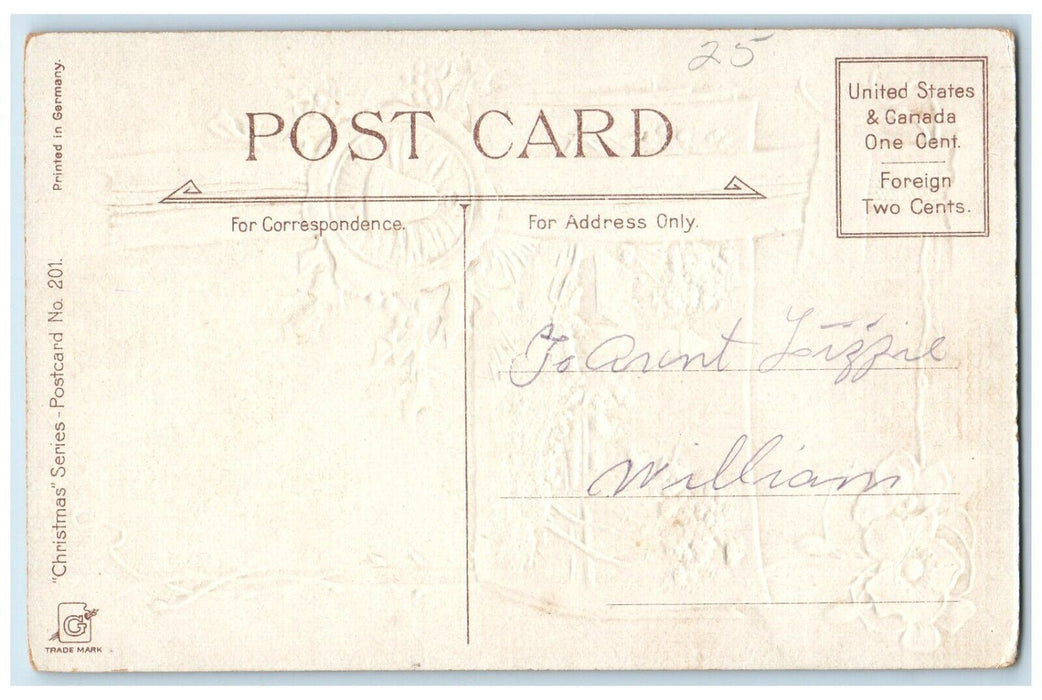 25
POST CARD
United States
& Canada
One Cent.
Foreign
Two Cents.
For Correspondence.
For Address Only.
To Aunt Lizzie
William
Printed in Germany.
"Christmas" Series - Postcard No. 201.
G
TRADE MARK